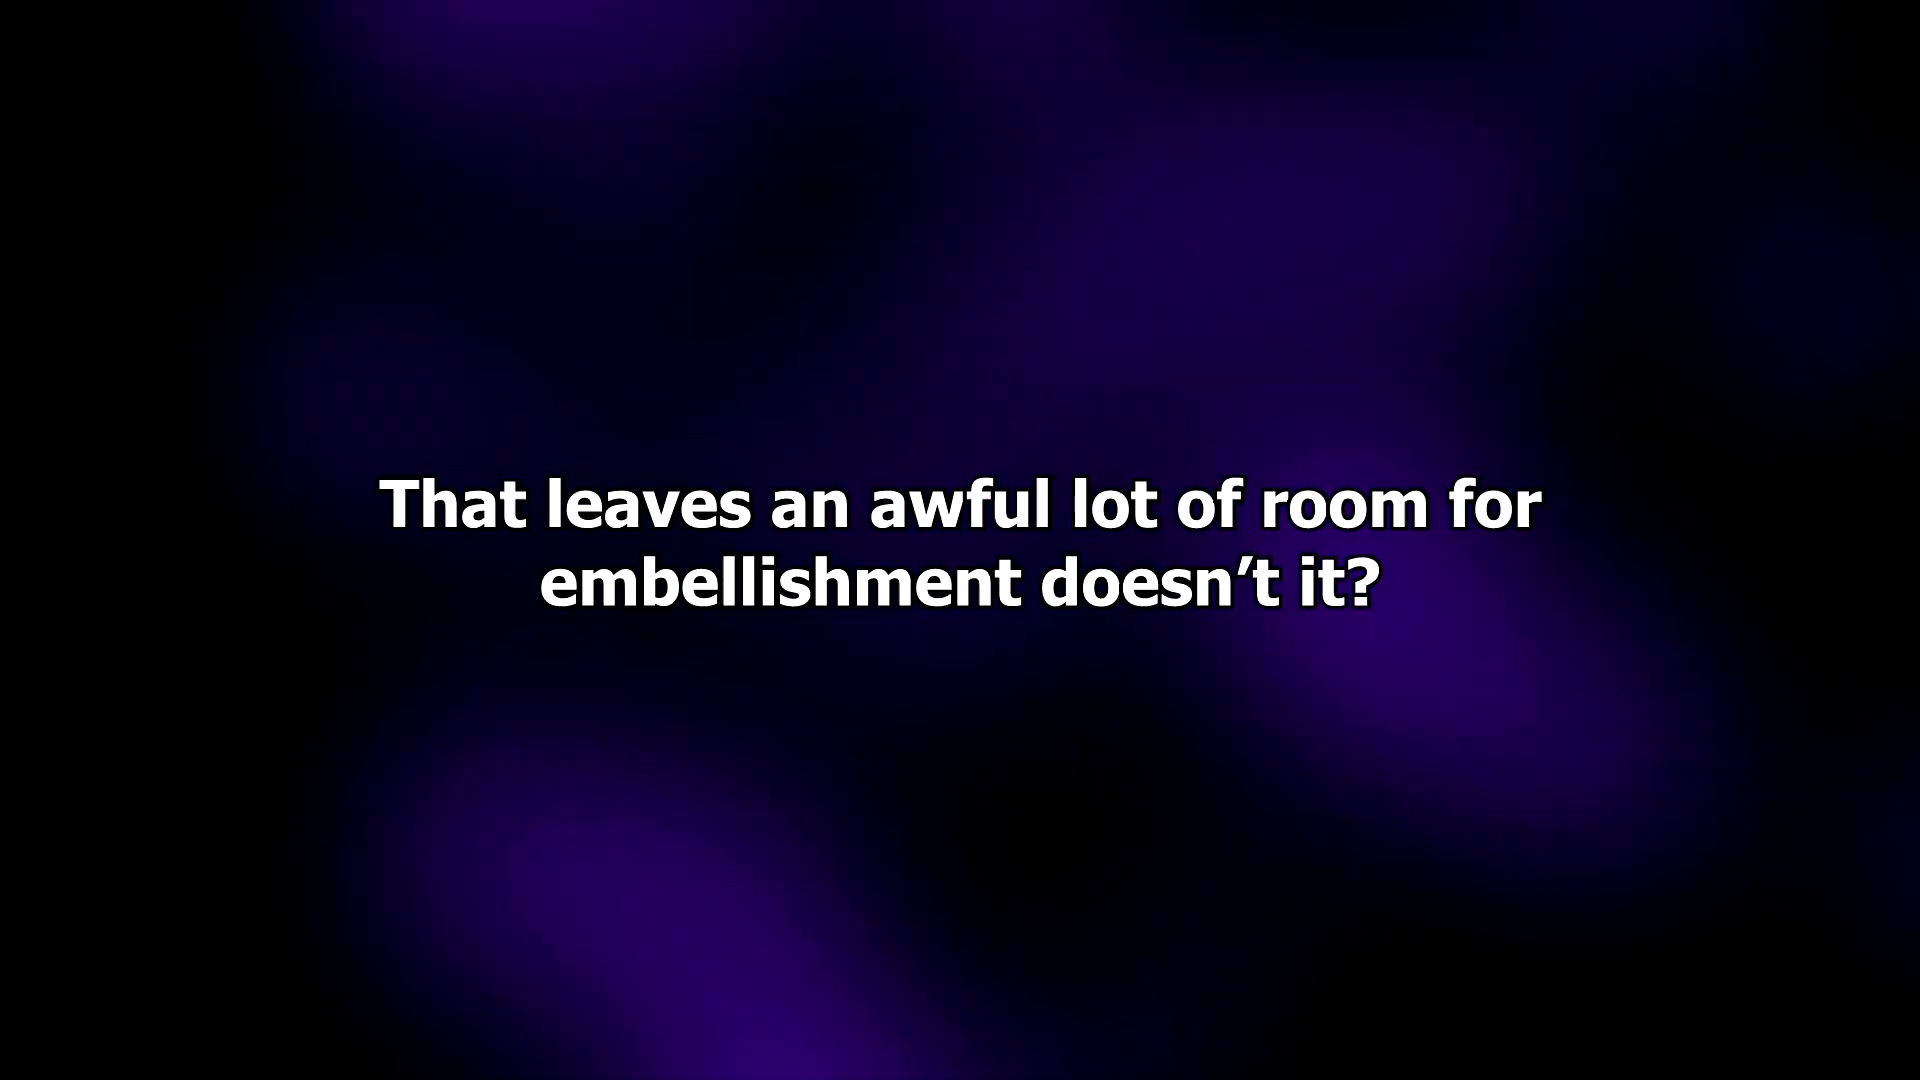 That leaves an awful lot of room for
embellishment doesn’t it?